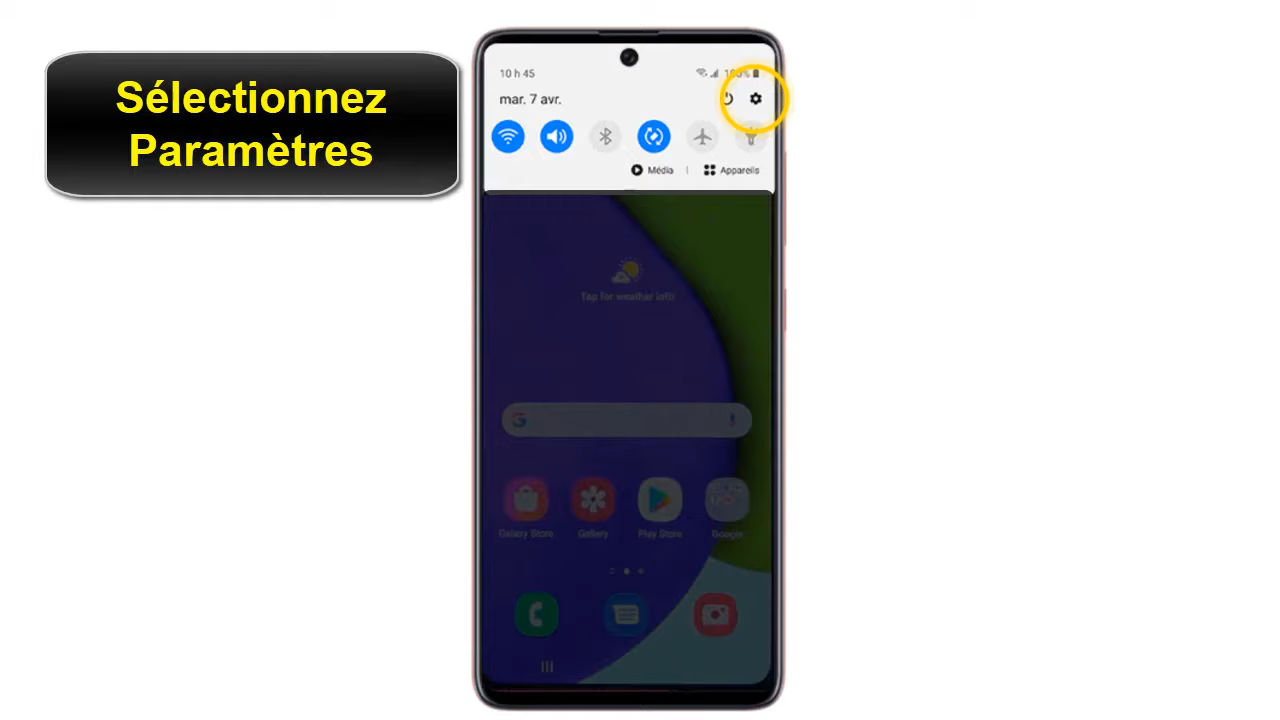 Sélectionnez
Paramètres
10 h 45
100%
mar. 7 avr.
Média
Appareils
Tap for weather info
Galaxy Store
Gallery
Play Store
Google